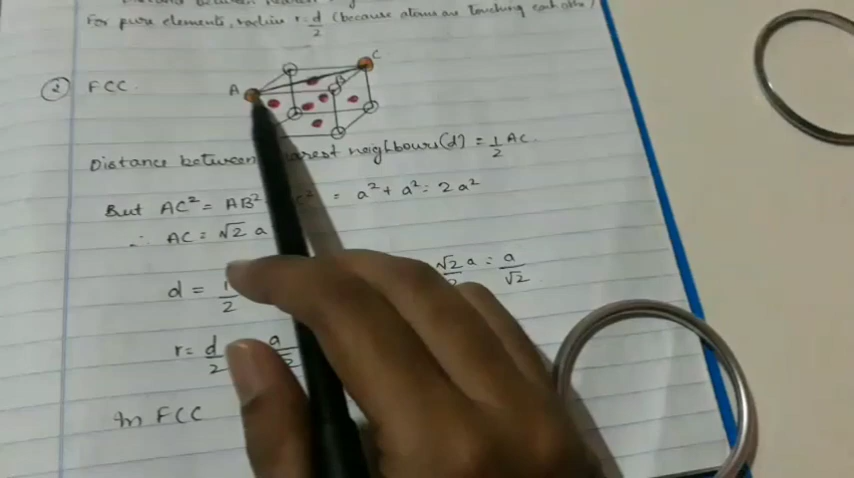 For pure elements, radius r = d/2 (because atoms are touching each other)
② FCC.
A B C
Distance between nearest neighbours(d) = 1/2 AC.
But AC² = AB² = a² + a² = 2a²
∴ AC = √2 a
d = 1/2 √2 a = a/√2
r = d/2 a
In FCC